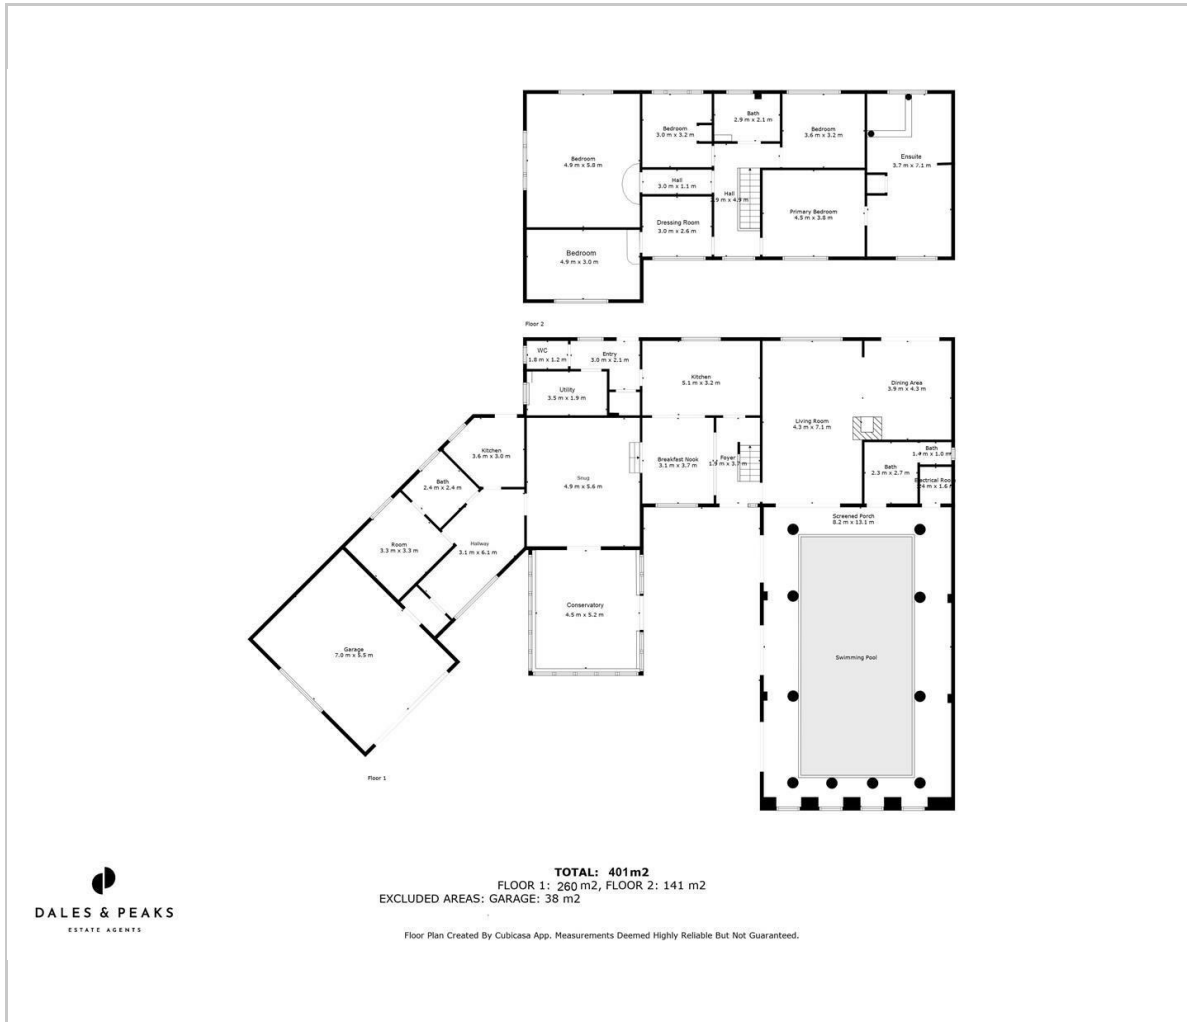 Bath
2.9 m x 2.1 m
Bedroom
3.0 m x 3.2 m
Bedroom
3.6 m x 3.2 m
Bedroom
4.9 m x 5.8 m
Ensuite
3.7 m x 7.1 m
Hall
3.0 m x 1.1 m
Hall
.9 m x 4.9 m
Primary Bedroom
4.5 m x 3.8 m
Dressing Room
3.0 m x 2.6 m
Bedroom
4.9 m x 3.0 m
Floor 2
WC
1.8 m x 1.2 m
Entry
3.0 m x 2.1 m
Kitchen
5.1 m x 3.2 m
Dining Area
3.9 m x 4.3 m
Utility
3.5 m x 1.9 m
Living Room
4.3 m x 7.1 m
Kitchen
3.6 m x 3.0 m
Bath
1.4 m x 1.0 m
Breakfast Nook
3.1 m x 3.7 m
Foyer
1.9 m x 3.7 m
Bath
2.3 m x 2.7 m
Snug
4.9 m x 5.6 m
Bath
2.4 m x 2.4 m
Electrical Room
m x 1.6 m
Screened Porch
8.2 m x 13.1 m
Room
3.3 m x 3.3 m
Hallway
3.1 m x 6.1 m
Conservatory
4.5 m x 5.2 m
Garage
7.0 m x 5.5 m
Swimming Pool
Floor 1
TOTAL: 401m2
FLOOR 1: 260 m2, FLOOR 2: 141 m2
EXCLUDED AREAS: GARAGE: 38 m2
DALES & PEAKS
ESTATE AGENTS
Floor Plan Created By Cubicasa App. Measurements Deemed Highly Reliable But Not Guaranteed.